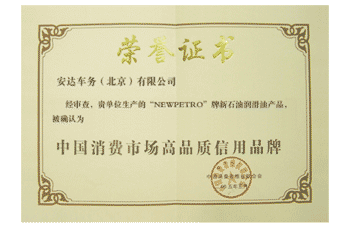 荣誉证书
安达车务（北京）有限公司
经审查，贵单位生产的“NEWPETRO”牌新石油润滑油产品，
被确认为
中国消费市场高品质信用品牌